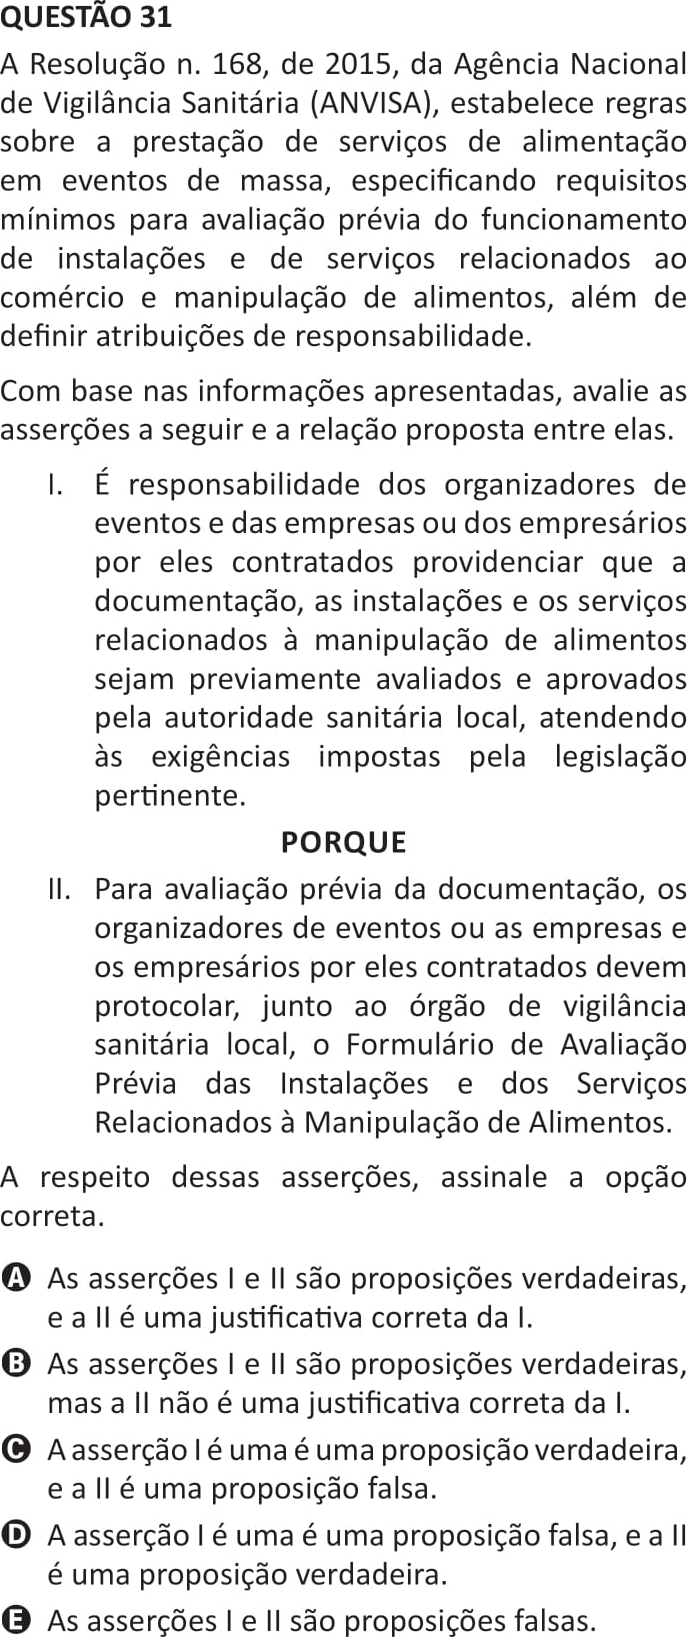 QUESTÃO 31
A Resolução n. 168, de 2015, da Agência Nacional
de Vigilância Sanitária (ANVISA), estabelece regras
sobre a prestação de serviços de alimentação
em eventos de massa, especificando requisitos
mínimos para avaliação prévia do funcionamento
de instalações e de serviços relacionados ao
comércio e manipulação de alimentos, além de
definir atribuições de responsabilidade.
Com base nas informações apresentadas, avalie as
asserções a seguir e a relação proposta entre elas.
I. É responsabilidade dos organizadores de
eventos e das empresas ou dos empresários
por eles contratados providenciar que a
documentação, as instalações e os serviços
relacionados à manipulação de alimentos
sejam previamente avaliados e aprovados
pela autoridade sanitária local, atendendo
às exigências impostas pela legislação
pertinente.
PORQUE
II. Para avaliação prévia da documentação, os
organizadores de eventos ou as empresas e
os empresários por eles contratados devem
protocolar, junto ao órgão de vigilância
sanitária local, o Formulário de Avaliação
Prévia das Instalações e dos Serviços
Relacionados à Manipulação de Alimentos.
A respeito dessas asserções, assinale a opção
correta.
A As asserções I e II são proposições verdadeiras,
e a II é uma justificativa correta da I.
B As asserções I e II são proposições verdadeiras,
mas a II não é uma justificativa correta da I.
C A asserção I é uma é uma proposição verdadeira,
e a II é uma proposição falsa.
D A asserção I é uma é uma proposição falsa, e a II
é uma proposição verdadeira.
E As asserções I e II são proposições falsas.